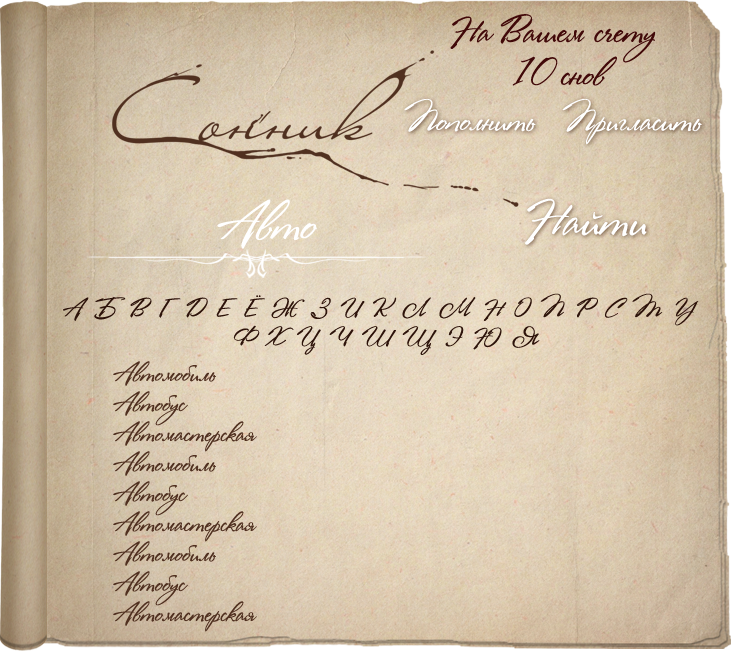 На Вашем счету
10 снов
Сонник
Пополнить Пригласить
Авто Найти
А Б В Г Д Е Ё Ж З И К Л М Н О П Р С Т У
Ф Х Ц Ч Ш Щ Э Ю Я
Автомобиль
Автобус
Автомастерская
Автомобиль
Автобус
Автомастерская
Автомобиль
Автобус
Автомастерская